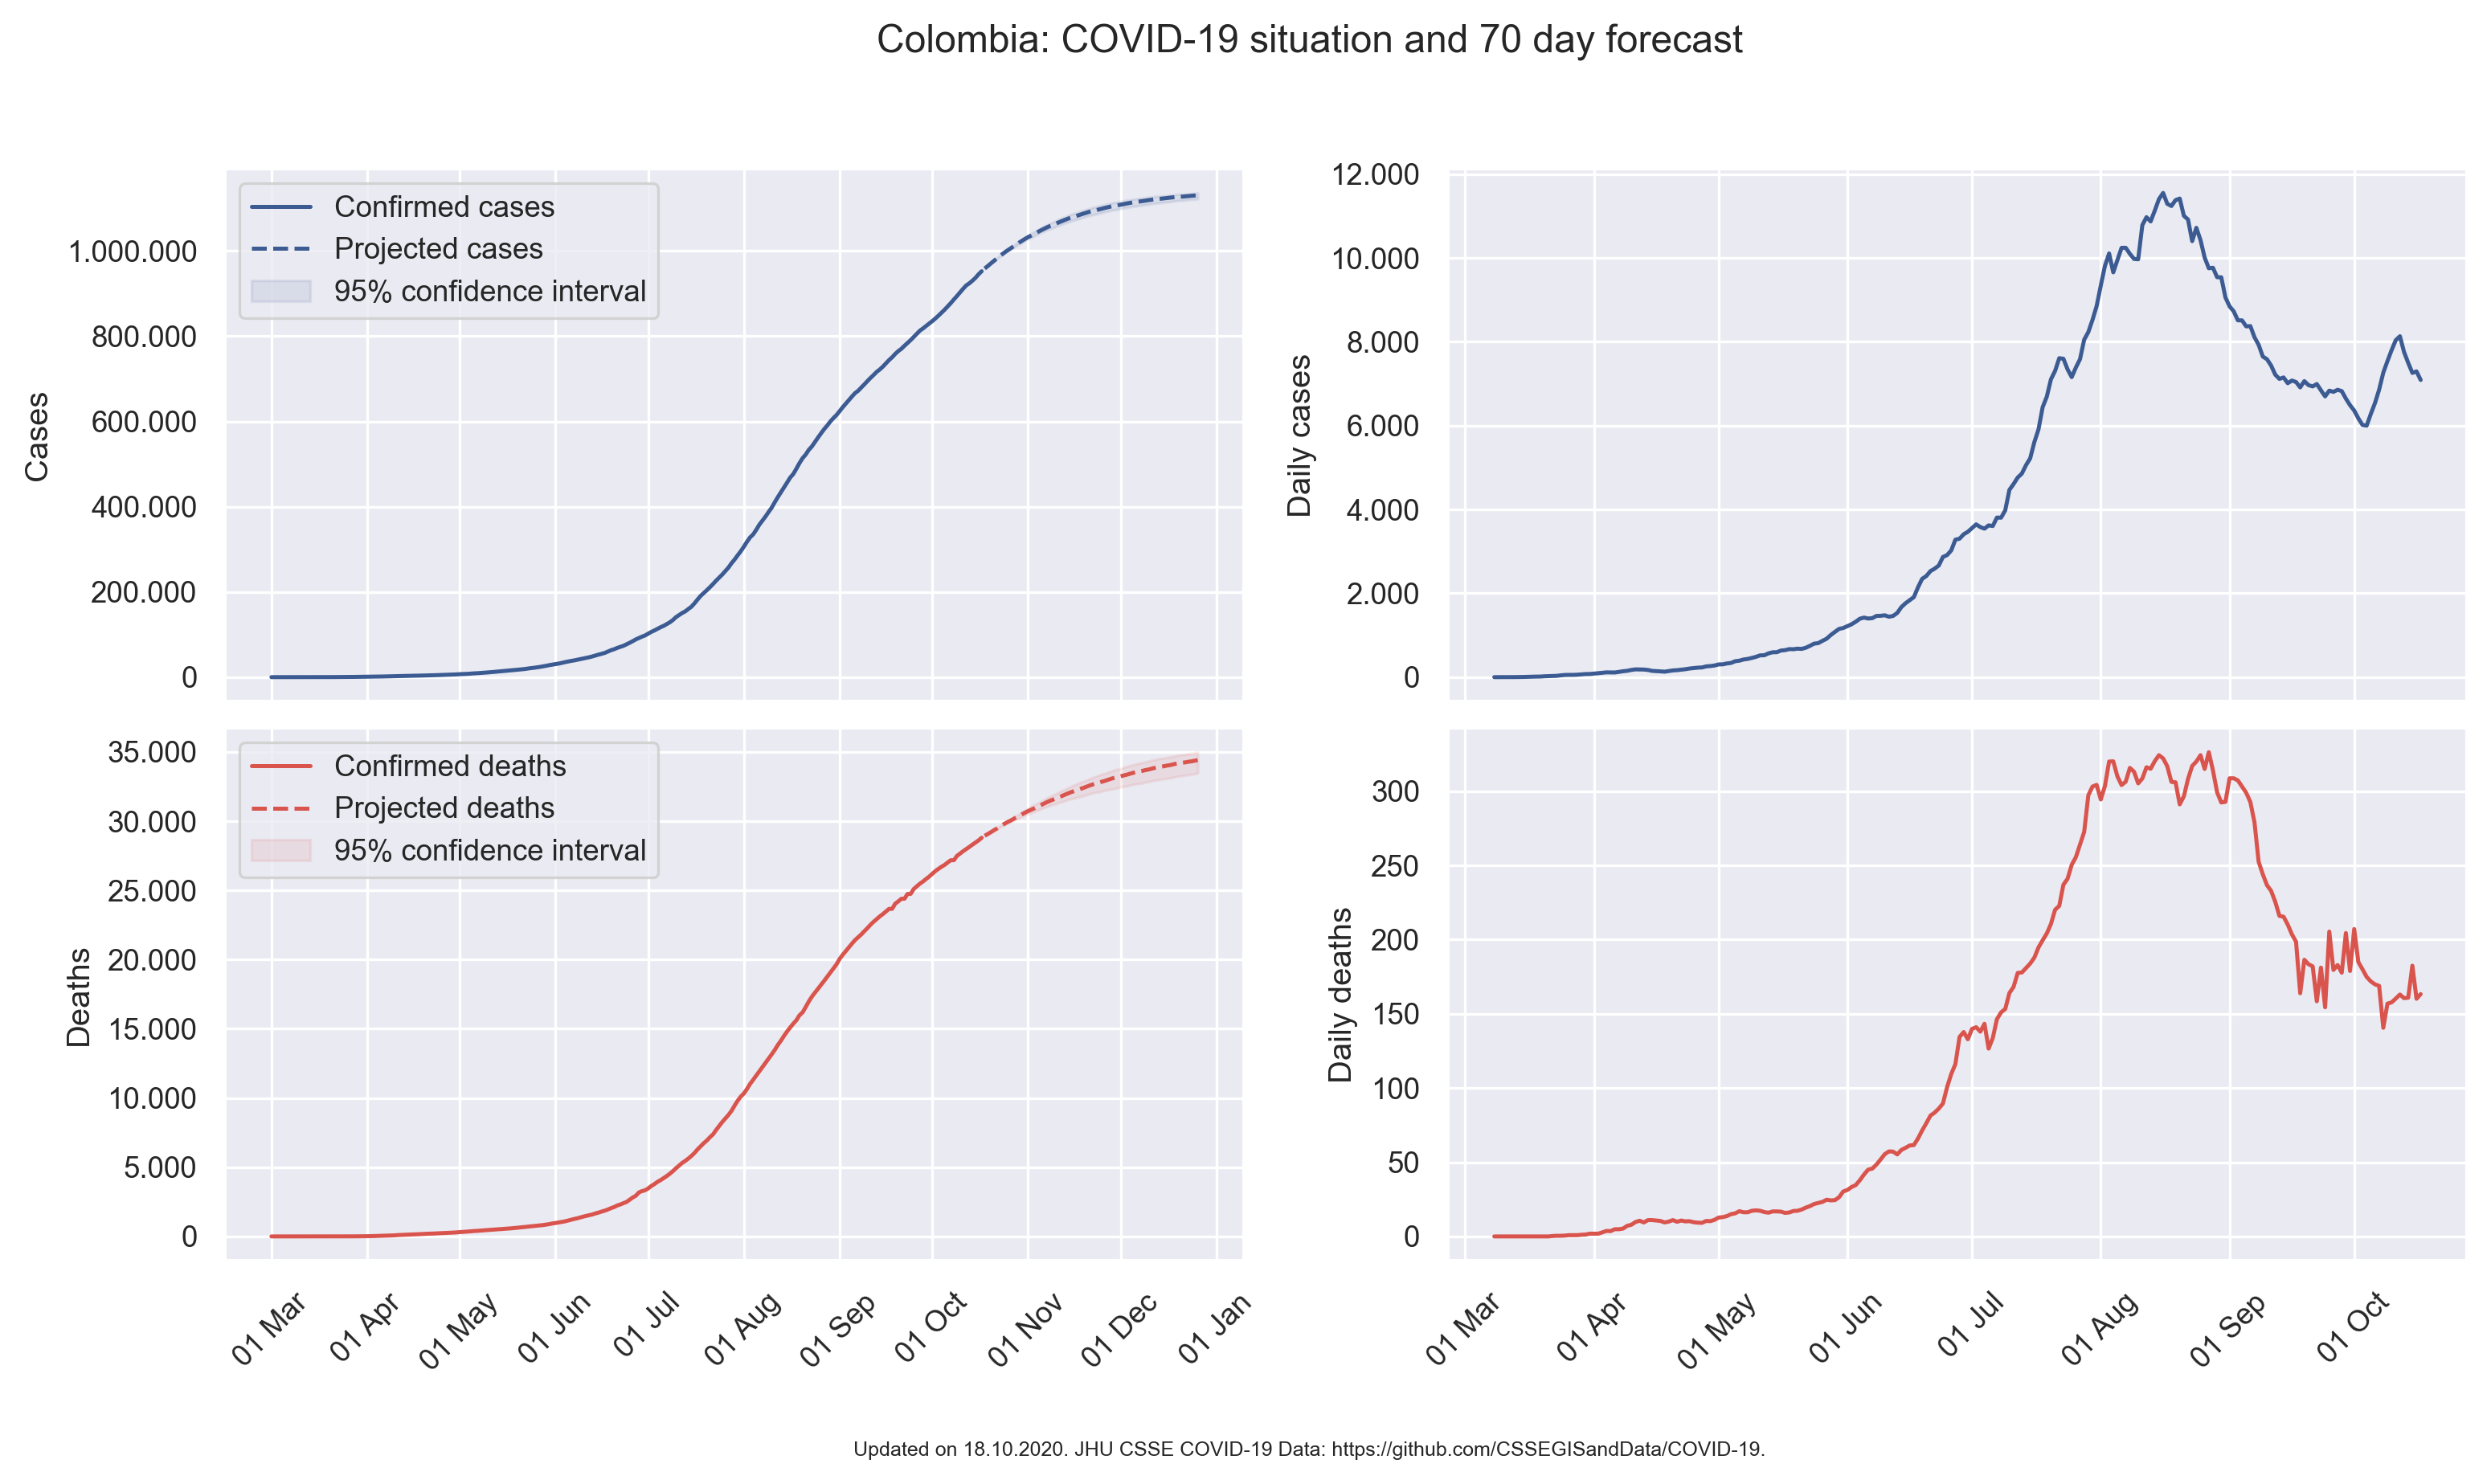 Colombia: COVID-19 situation and 70 day forecast
Confirmed cases
Projected cases
95% confidence interval
Cases
1.000.000
800.000
600.000
400.000
200.000
0
Daily cases
12.000
10.000
8.000
6.000
4.000
2.000
0
Confirmed deaths
Projected deaths
95% confidence interval
Deaths
35.000
30.000
25.000
20.000
15.000
10.000
5.000
0
01 Mar
01 Apr
01 May
01 Jun
01 Jul
01 Aug
01 Sep
01 Oct
01 Nov
01 Dec
01 Jan
Daily deaths
300
250
200
150
100
50
0
01 Mar
01 Apr
01 May
01 Jun
01 Jul
01 Aug
01 Sep
01 Oct
Updated on 18.10.2020. JHU CSSE COVID-19 Data: https://github.com/CSSEGISandData/COVID-19.